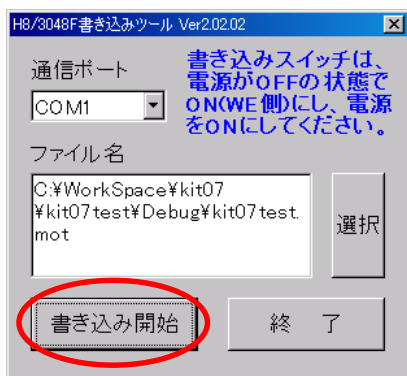 H8/3048F書き込みツール Ver2.02.02
通信ポート
COM1
書き込みスイッチは、
電源がOFFの状態で
ON(WE側)にし、電源
をONにしてください。
ファイル名
C:¥WorkSpace¥kit07
¥kit07test¥Debug¥kit07test.
mot
選択
書き込み開始
終 了